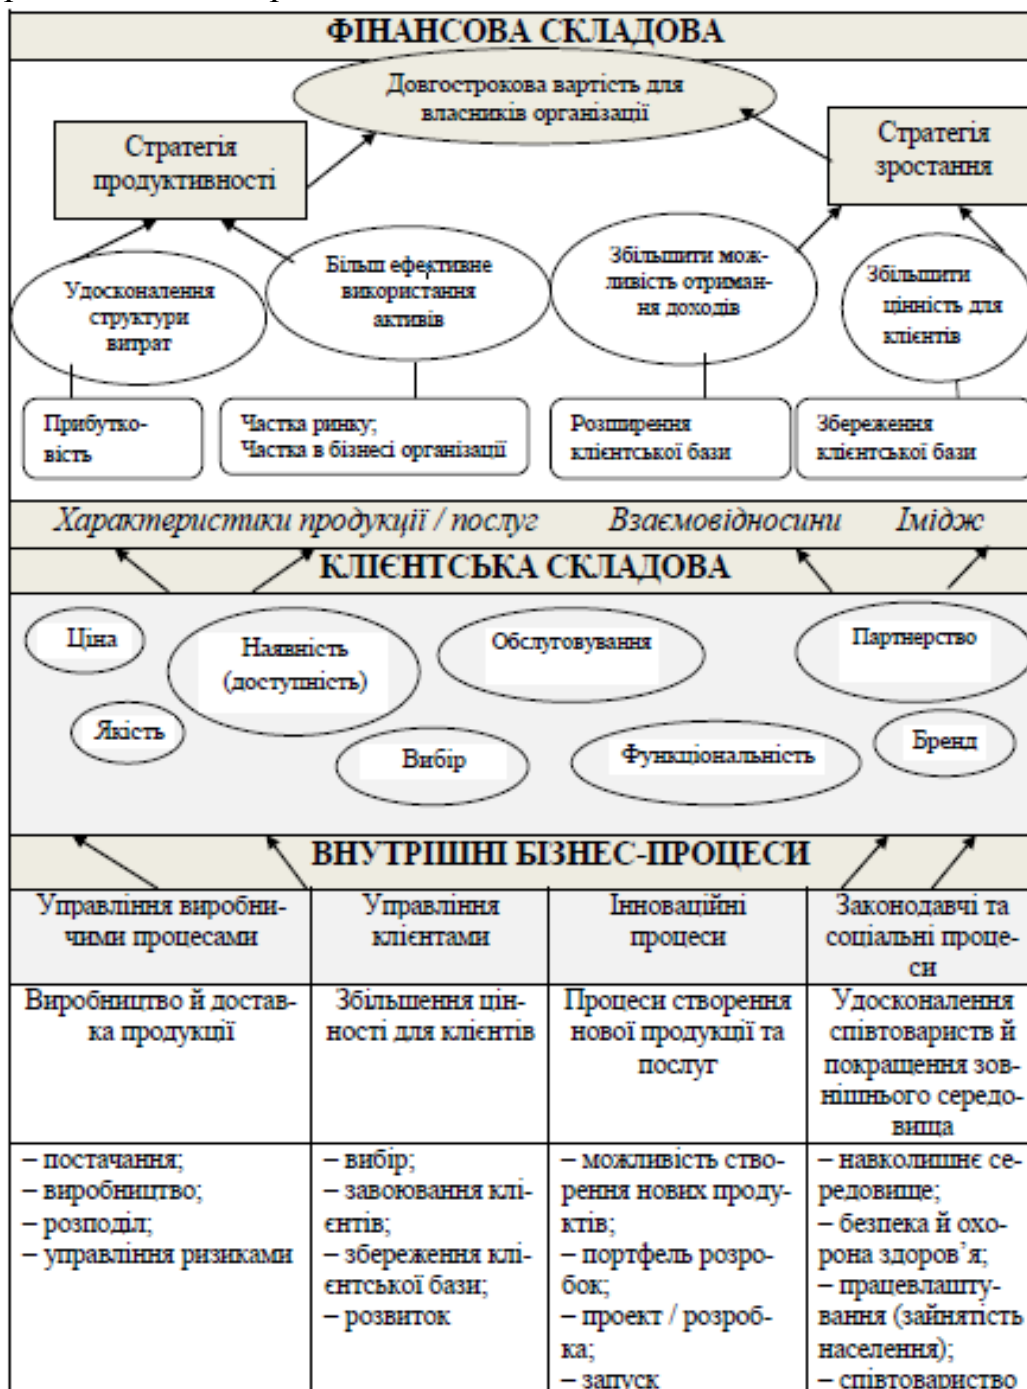 ФІНАНСОВА СКЛАДОВА
Довгострокова вартість для
власників організації
Стратегія
продуктивності
Стратегія
зростання
Удосконалення
структури
витрат
Більш ефективне
використання
активів
Збільшити мож-
ливість отриман-
ня доходів
Збільшити
цінність для
клієнтів
Прибутко-
вість
Частка ринку;
Частка в бізнесі організації
Розширення
клієнтської бази
Збереження
клієнтської бази
Характеристики продукції / послуг Взаємовідносини Імідж
КЛІЄНТСЬКА СКЛАДОВА
Ціна
Наявність
(доступність)
Обслуговування
Партнерство
Якість
Вибір
Функціональність
Бренд
ВНУТРІШНІ БІЗНЕС-ПРОЦЕСИ
Управління виробни-
чими процесами
Управління
клієнтами
Інноваційні
процеси
Законодавчі та
соціальні проце-
си
Виробництво й достав-
ка продукції
Збільшення цін-
ності для клієнтів
Процеси створення
нової продукції та
послуг
Удосконалення
співтовариств й
покращення зов-
нішнього середо-
вища
– постачання;
– виробництво;
– розподіл;
– управління ризиками
– вибір;
– завоювання клі-
єнтів;
– збереження клі-
єнтської бази;
– розвиток
– можливість ство-
рення нових проду-
ктів;
– портфель розро-
бок;
– проект / розроб-
ка;
– запуск
– навколишнє се-
редовище;
– безпека й охо-
рона здоров’я;
– працевлашту-
вання (зайнятість
населення);
– співтовариство